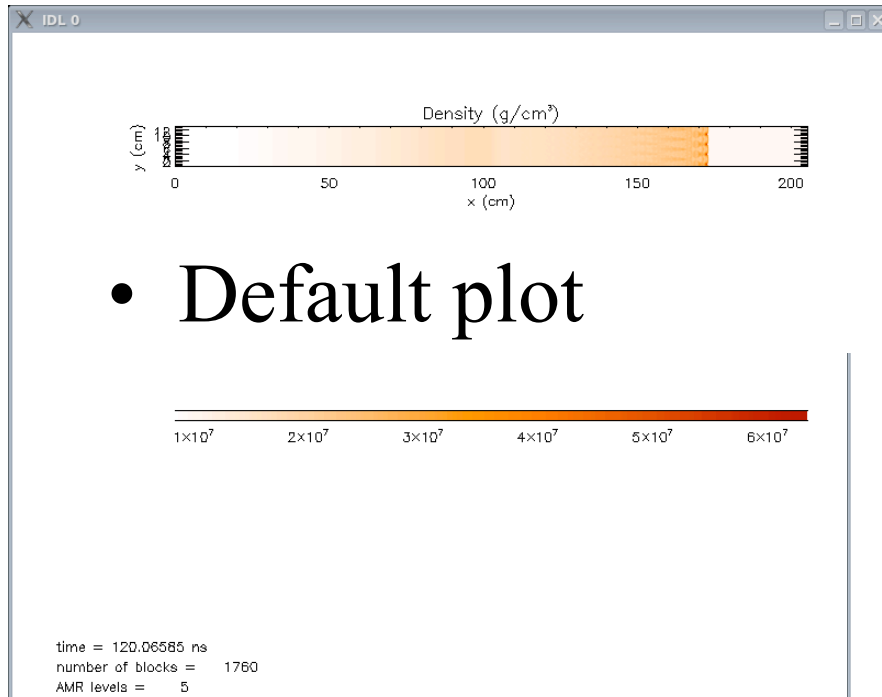 IDL 0
Density (g/cm³)
y (cm)
0 50 100 150 200
x (cm)
• Default plot
1×10⁷ 2×10⁷ 3×10⁷ 4×10⁷ 5×10⁷ 6×10⁷
time = 120.06585 ns
number of blocks = 1760
AMR levels = 5